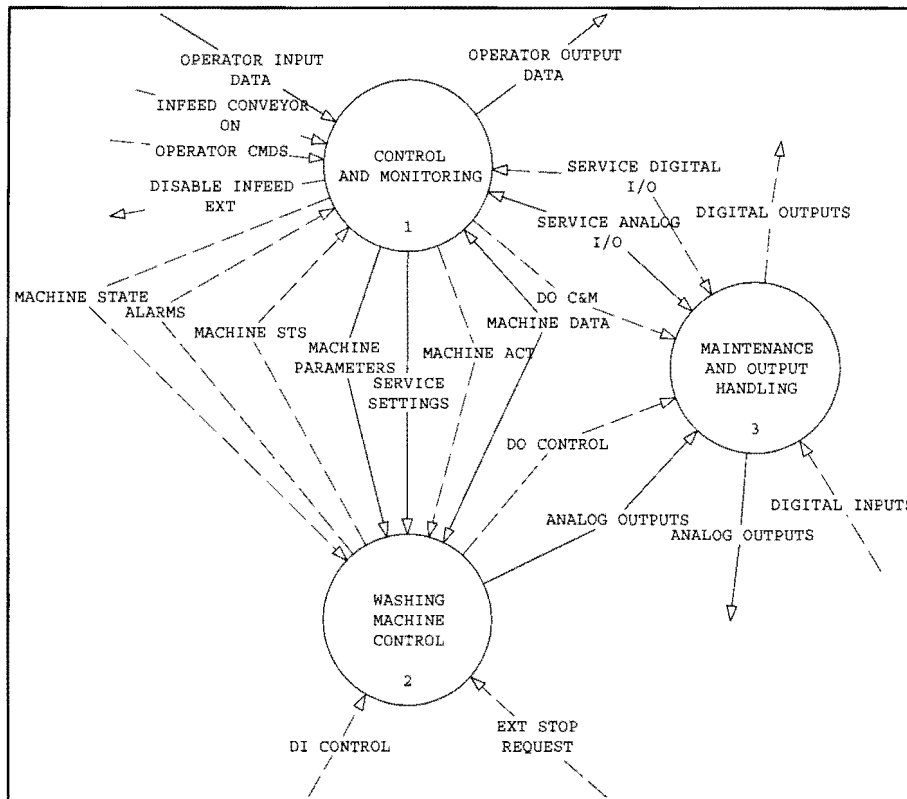 OPERATOR INPUT
DATA
OPERATOR OUTPUT
DATA
INFEED CONVEYOR
ON
OPERATOR CMDS
DISABLE INFEED
EXT
CONTROL
AND MONITORING
1
SERVICE DIGITAL
I/O
SERVICE ANALOG
I/O
DIGITAL OUTPUTS
MACHINE STATE
ALARMS
MACHINE STS
MACHINE
PARAMETERS
SERVICE
SETTINGS
MACHINE ACT
DO C&M
MACHINE DATA
MAINTENANCE
AND OUTPUT
HANDLING
3
DO CONTROL
ANALOG OUTPUTS
ANALOG OUTPUTS
DIGITAL INPUTS
WASHING
MACHINE
CONTROL
2
DI CONTROL
EXT STOP
REQUEST